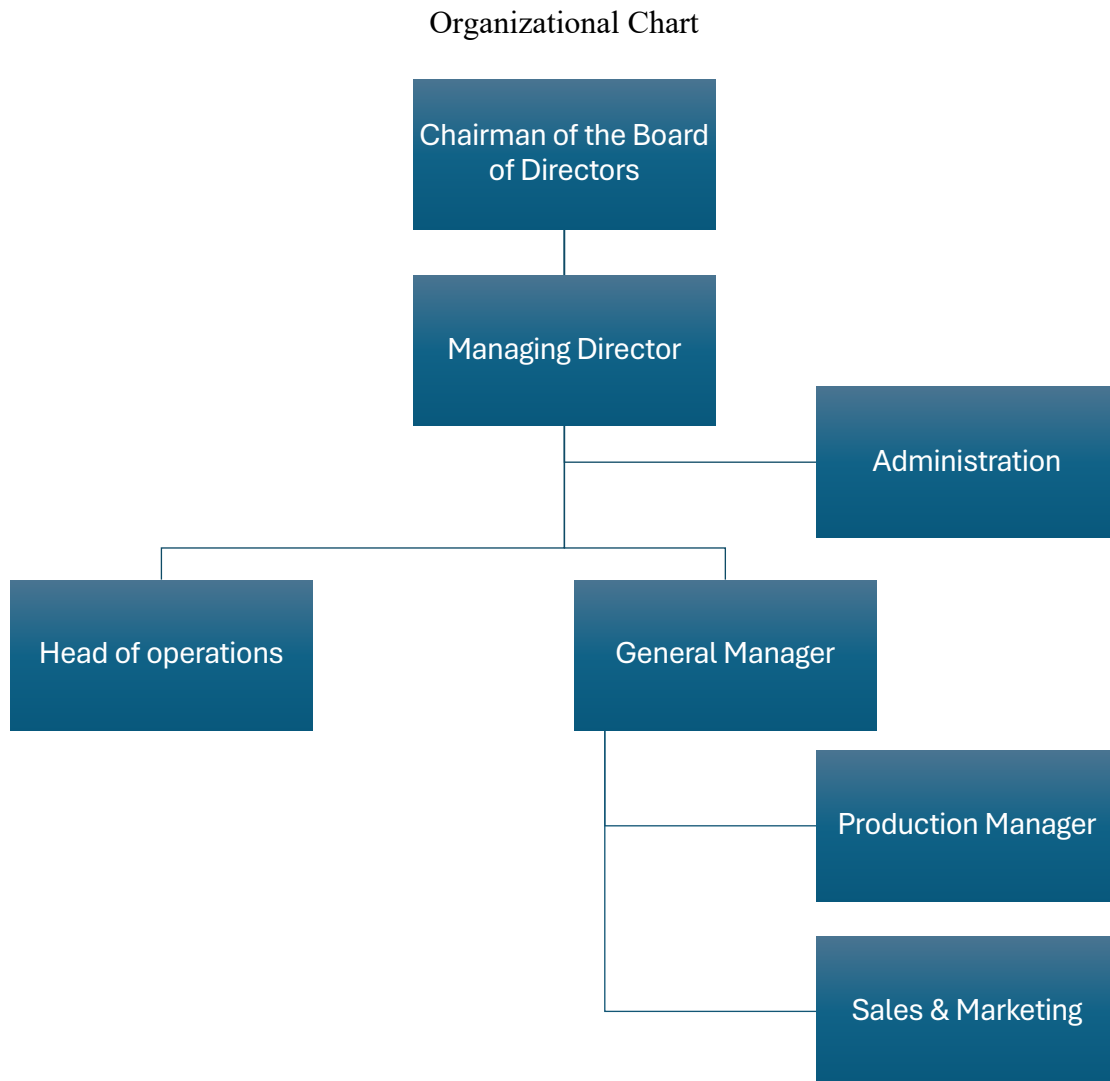 Organizational Chart
Chairman of the Board
of Directors
Managing Director
Administration
Head of operations
General Manager
Production Manager
Sales & Marketing